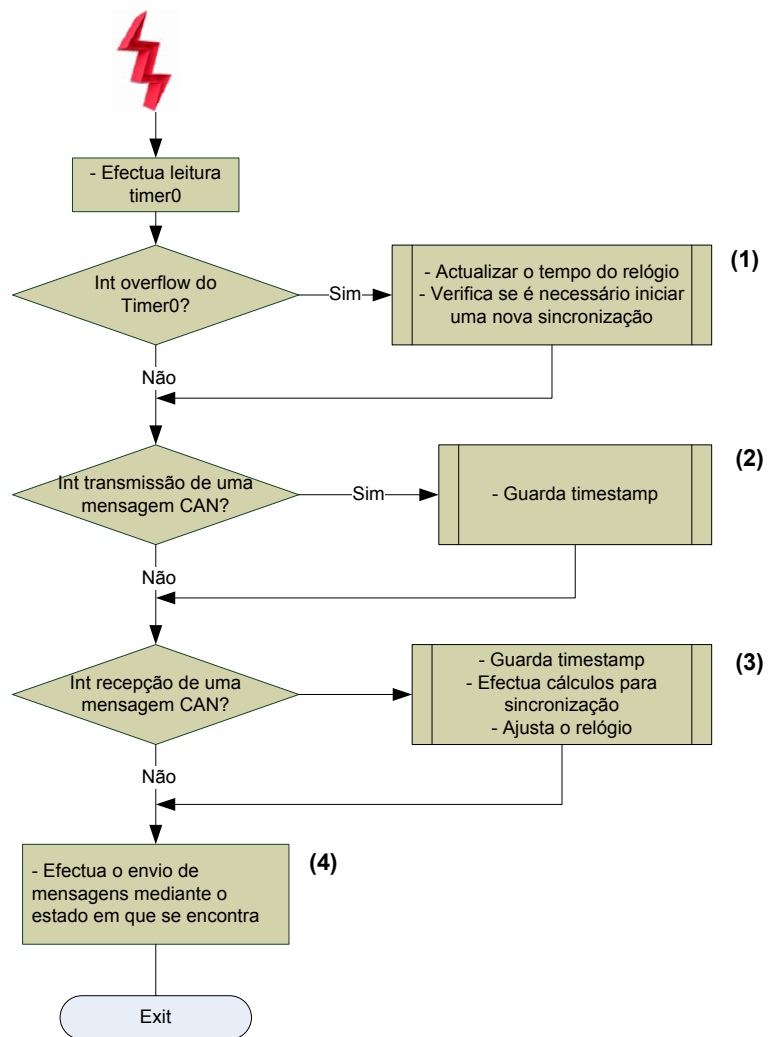 - Efectua leitura
timer0
Int overflow do
Timer0?
Sim
- Actualizar o tempo do relógio
- Verifica se é necessário iniciar
uma nova sincronização
(1)
Não
Int transmissão de uma
mensagem CAN?
Sim
- Guarda timestamp
(2)
Não
Int recepção de uma
mensagem CAN?
- Guarda timestamp
- Efectua cálculos para
sincronização
- Ajusta o relógio
(3)
Não
- Efectua o envio de
mensagens mediante o
estado em que se encontra
(4)
Exit